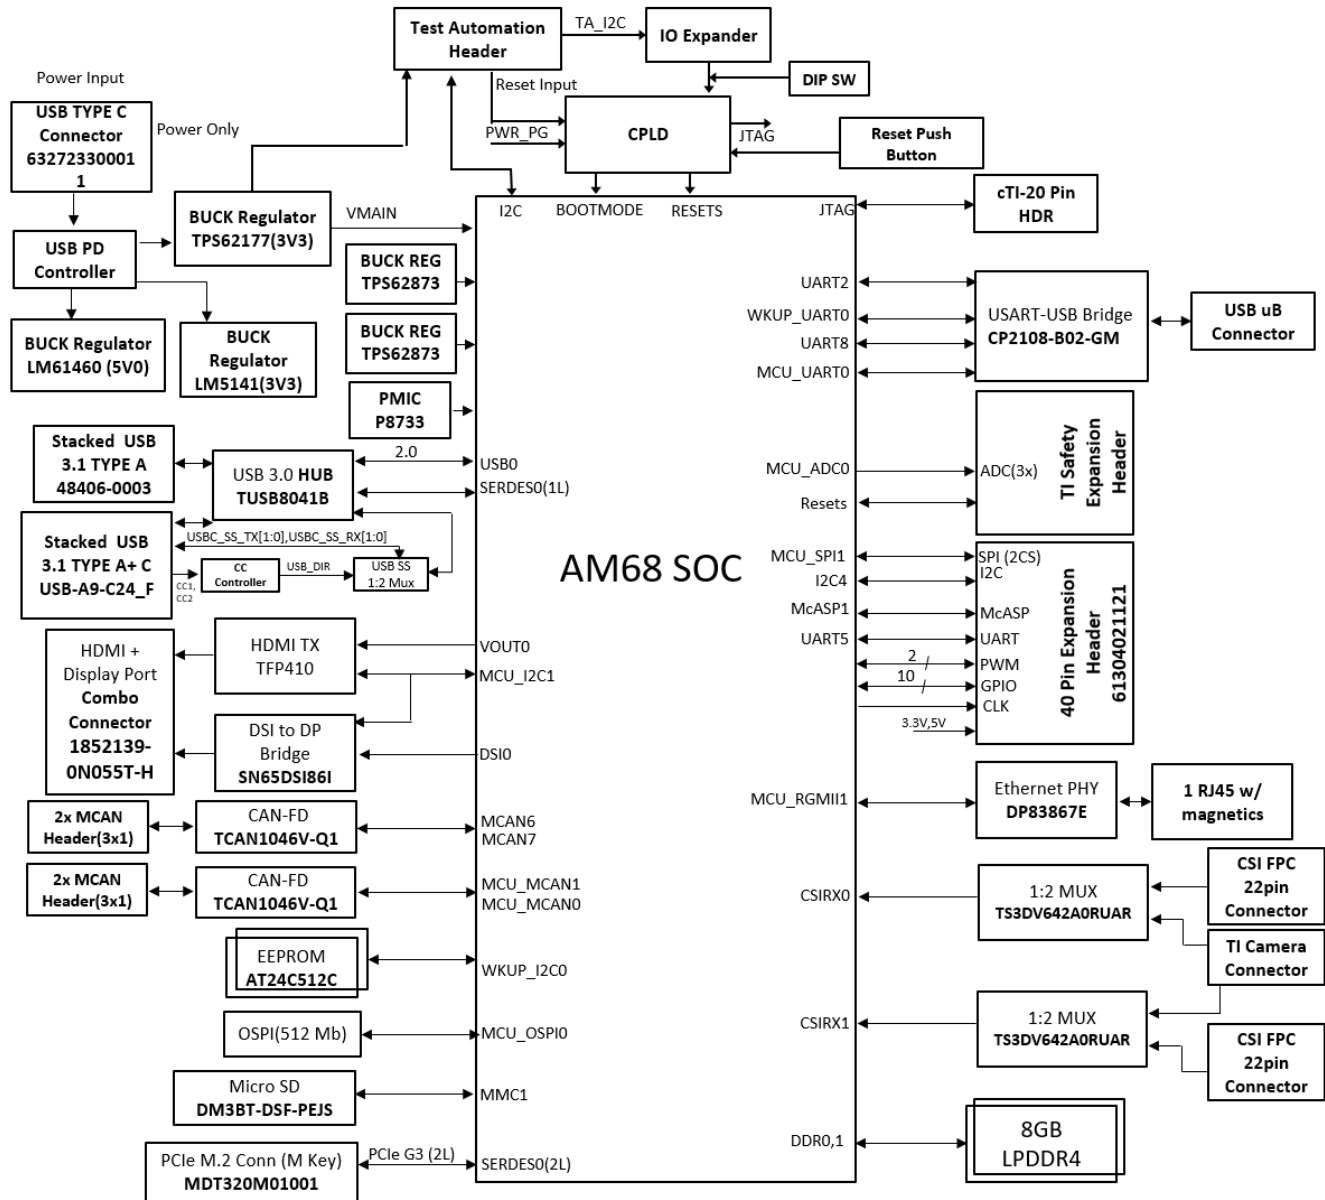 Test Automation
Header
TA_I2C
IO Expander
DIP SW
Power Input
USB TYPE C
Connector
63272330001
1
Power Only
Reset Input
PWR_PG
CPLD
JTAG
Reset Push
Button
BUCK Regulator
TPS62177(3V3)
VMAIN
USB PD
Controller
BUCK Regulator
LM61460 (5V0)
BUCK
Regulator
LM5141(3V3)
I2C
BOOTMODE
RESETS
JTAG
cTI-20 Pin
HDR
BUCK REG
TPS62873
BUCK REG
TPS62873
PMIC
P8733
UART2
WKUP_UART0
UART8
MCU_UART0
USART-USB Bridge
CP2108-B02-GM
USB uB
Connector
Stacked USB
3.1 TYPE A
48406-0003
USB 3.0 HUB
TUSB8041B
2.0
USB0
SERDES0(1L)
MCU_ADC0
ADC(3x)
Resets
TI Safety
Expansion
Header
Stacked USB
3.1 TYPE A+ C
USB-A9-C24_F
USBC_SS_TX[1:0],USBC_SS_RX[1:0]
CC1,
CC2
CC
Controller
USB_DIR
USB SS
1:2 Mux
AM68 SOC
MCU_SPI1
I2C4
McASP1
UART5
2
10
3.3V,5V
SPI (2CS)
I2C
McASP
UART
PWM
GPIO
CLK
40 Pin Expansion
Header
61304021121
HDMI +
Display Port
Combo
Connector
1852139-
0N055T-H
HDMI TX
TFP410
VOUT0
MCU_I2C1
DSI to DP
Bridge
SN65DSI86I
DSI0
2x MCAN
Header(3x1)
CAN-FD
TCAN1046V-Q1
MCAN6
MCAN7
MCU_RGMII1
Ethernet PHY
DP83867E
1 RJ45 w/
magnetics
2x MCAN
Header(3x1)
CAN-FD
TCAN1046V-Q1
MCU_MCAN1
MCU_MCAN0
CSIRX0
1:2 MUX
TS3DV642A0RUAR
CSI FPC
22pin
Connector
TI Camera
Connector
EEPROM
AT24C512C
WKUP_I2C0
OSPI(512 Mb)
MCU_OSPI0
CSIRX1
1:2 MUX
TS3DV642A0RUAR
CSI FPC
22pin
Connector
Micro SD
DM3BT-DSF-PEJS
MMC1
DDR0,1
8GB
LPDDR4
PCIe M.2 Conn (M Key)
MDT320M01001
PCIe G3 (2L)
SERDES0(2L)